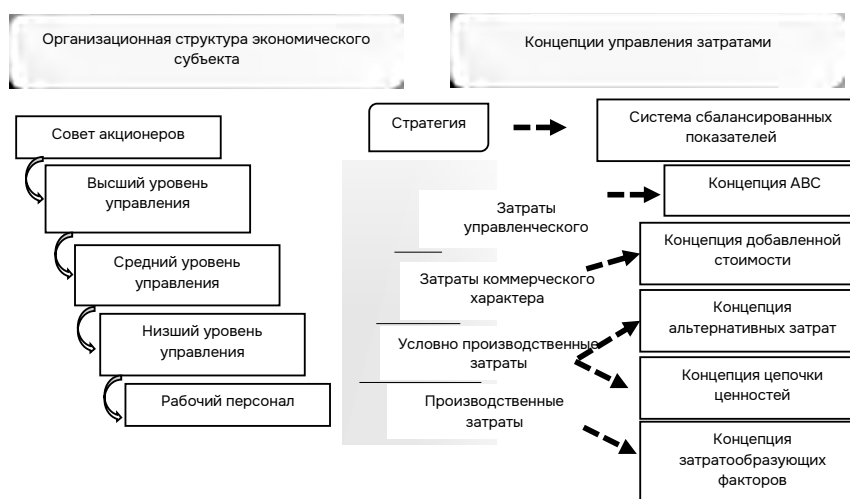 Организационная структура экономического
субъекта
Концепции управления затратами
Совет акционеров
Высший уровень
управления
Средний уровень
управления
Низший уровень
управления
Рабочий персонал
Стратегия
Затраты
управленческого
Затраты коммерческого
характера
Условно производственные
затраты
Производственные
затраты
Система сбалансированных
показателей
Концепция АВС
Концепция добавленной
стоимости
Концепция
альтернативных затрат
Концепция цепочки
ценностей
Концепция
затратообразующих
факторов